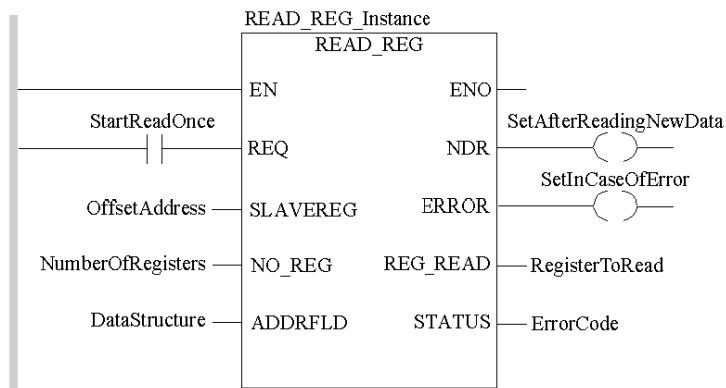 READ_REG_Instance
READ_REG
EN ENO
StartReadOnce SetAfterReadingNewData
REQ NDR
SetInCaseOfError
OffsetAddress SLAVEREG ERROR
NumberOfRegisters NO_REG REG_READ RegisterToRead
DataStructure ADDRFLD STATUS ErrorCode